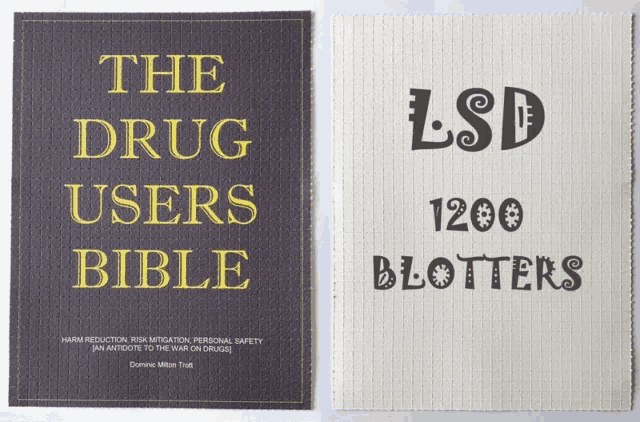 THE
DRUG
USERS
BIBLE
HARM REDUCTION, RISK MITIGATION, PERSONAL SAFETY
[AN ANTIDOTE TO THE WAR ON DRUGS]
Dominic Milton Trott
LSD
1200
BLOTTERS